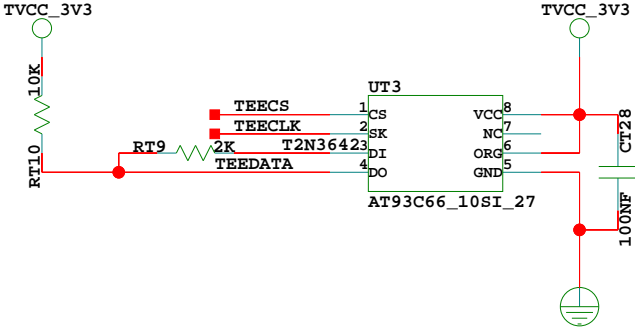 TVCC_3V3
TVCC_3V3
10K
RT10
RT9
2K
TEECS
TEECLK
T2N3642
TEEDATA
UT3
1 CS
2 SK
3 DI
4 DO
VCC 8
NC 7
ORG 6
GND 5
AT93C66_10SI_27
CT28
100NF